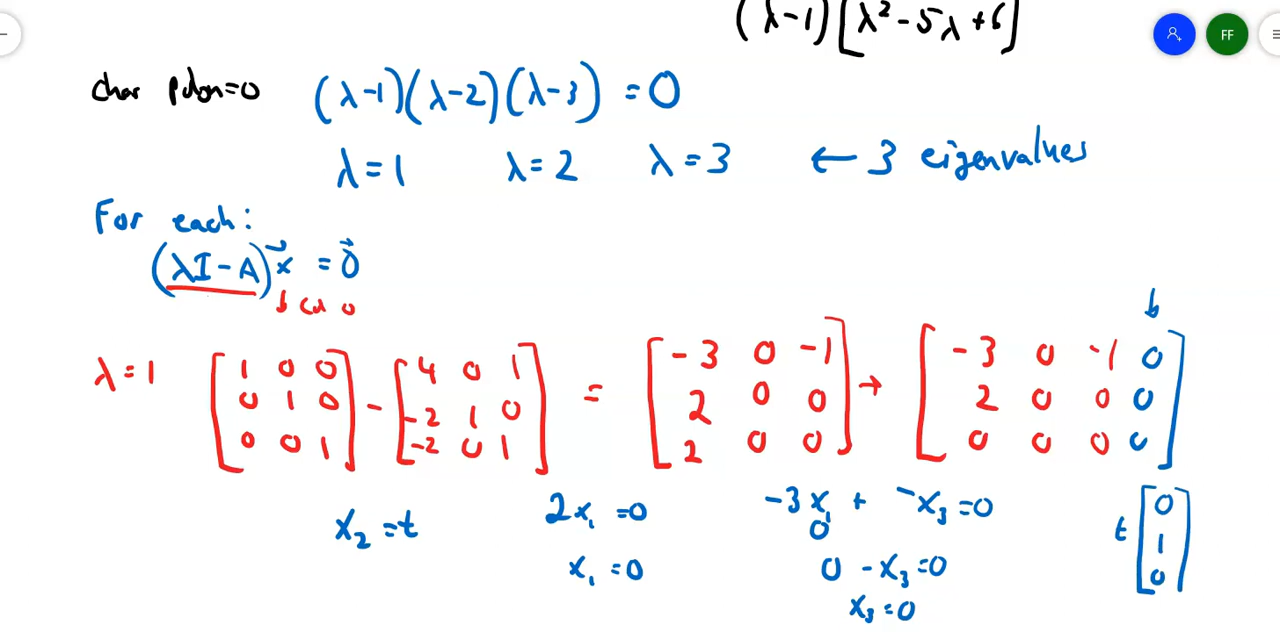 (λ-1)[λ²-5λ+6]
FF
char polyn=0 (λ-1)(λ-2)(λ-3) = 0
λ=1 λ=2 λ=3 ← 3 eigenvalues
For each:
(λI-A)x⃗ = 0⃗
b
λ=1 [1 0 0; 0 1 0; 0 0 1] - [4 0 1; -2 1 0; -2 0 1] = [-3 0 -1; 2 0 0; 2 0 0] → [-3 0 -1 0; 2 0 0 0; 0 0 0 0]
x₂=t 2x₁=0 -3x₁ + -x₃=0 t[0; 1; 0]
0
x₁=0 0 -x₃=0
x₃=0